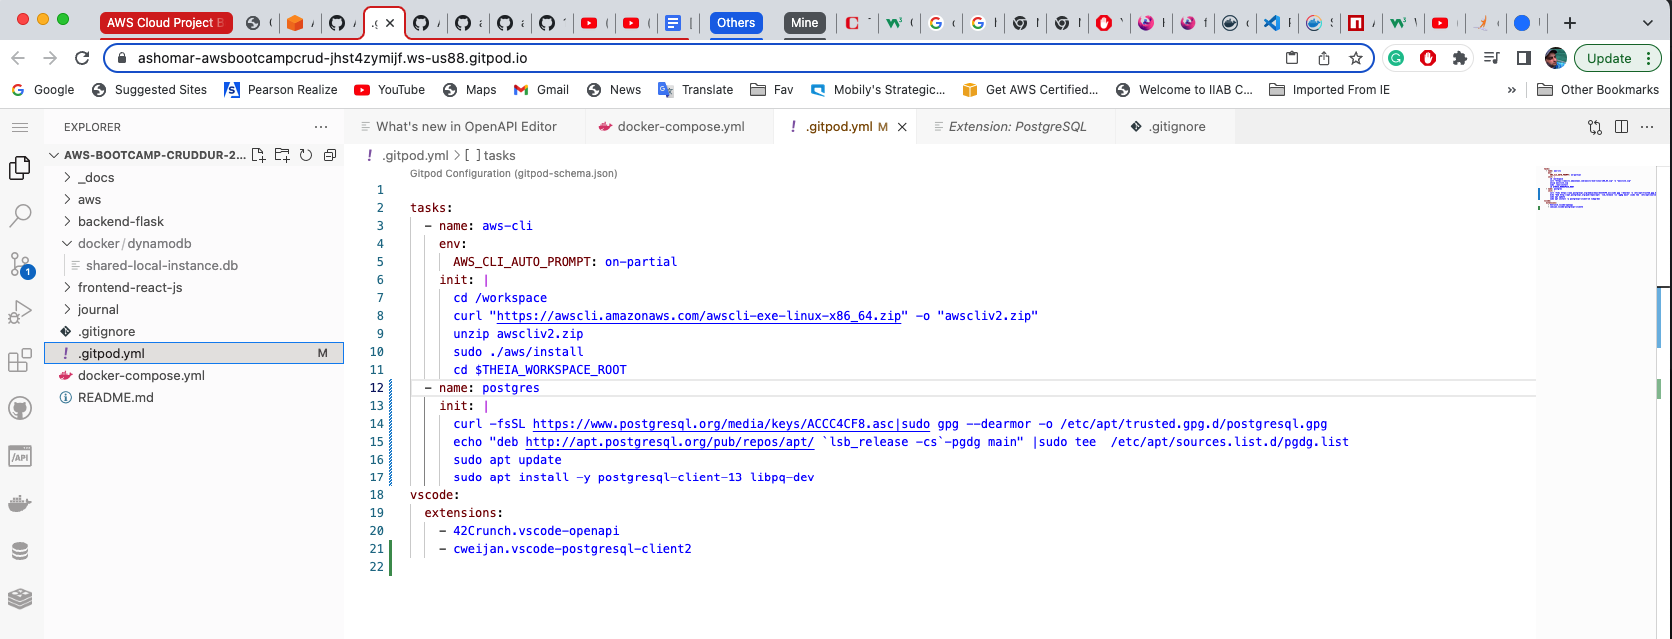 AWS Cloud Project B
.g
Others
Mine
ashomar-awsbootcampcrud-jhst4zymijf.ws-us88.gitpod.io
Update
Google
Suggested Sites
Pearson Realize
YouTube
Maps
Gmail
News
Translate
Fav
Mobily's Strategic...
Get AWS Certified...
Welcome to IIAB C...
Imported From IE
»
Other Bookmarks
EXPLORER
What's new in OpenAPI Editor
docker-compose.yml
! .gitpod.yml M
Extension: PostgreSQL
.gitignore
AWS-BOOTCAMP-CRUDDUR-2...
_docs
aws
backend-flask
docker/dynamodb
shared-local-instance.db
frontend-react-js
journal
.gitignore
! .gitpod.yml M
docker-compose.yml
README.md
1
! .gitpod.yml > [ ] tasks
Gitpod Configuration (gitpod-schema.json)
1
2 tasks:
3 - name: aws-cli
4 env:
5 AWS_CLI_AUTO_PROMPT: on-partial
6 init: |
7 cd /workspace
8 curl "https://awscli.amazonaws.com/awscli-exe-linux-x86_64.zip" -o "awscliv2.zip"
9 unzip awscliv2.zip
10 sudo ./aws/install
11 cd $THEIA_WORKSPACE_ROOT
12 - name: postgres
13 init: |
14 curl -fsSL https://www.postgresql.org/media/keys/ACCC4CF8.asc|sudo gpg --dearmor -o /etc/apt/trusted.gpg.d/postgresql.gpg
15 echo "deb http://apt.postgresql.org/pub/repos/apt/ `lsb_release -cs`-pgdg main" |sudo tee  /etc/apt/sources.list.d/pgdg.list
16 sudo apt update
17 sudo apt install -y postgresql-client-13 libpq-dev
18 vscode:
19 extensions:
20 - 42Crunch.vscode-openapi
21 - cweijan.vscode-postgresql-client2
22